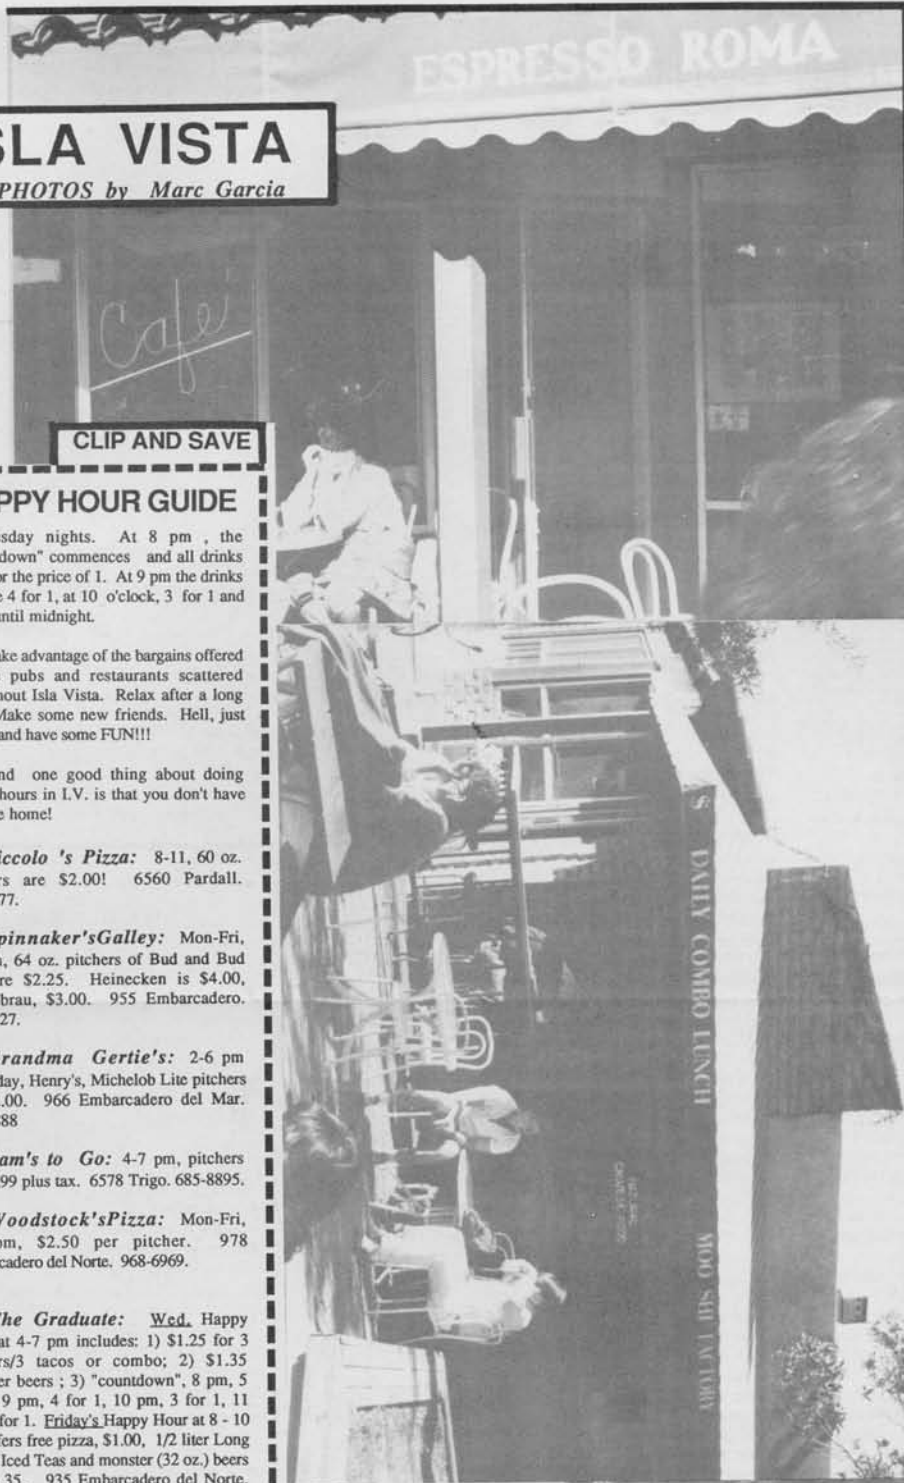 ESPRESSO ROMA
SLA VISTA
PHOTOS by Marc Garcia
Cafe
CLIP AND SAVE
PPY HOUR GUIDE
sday nights. At 8 pm , the
down" commences and all drinks
or the price of 1. At 9 pm the drinks
e 4 for 1, at 10 o'clock, 3 for 1 and
until midnight.
ake advantage of the bargains offered
pubs and restaurants scattered
hout Isla Vista. Relax after a long
Make some new friends. Hell, just
and have some FUN!!!
nd one good thing about doing
hours in I.V. is that you don't have
e home!
iccolo 's Pizza: 8-11, 60 oz.
rs are $2.00! 6560 Pardall.
77.
pinnaker'sGalley: Mon-Fri,
, 64 oz. pitchers of Bud and Bud
re $2.25. Heinecken is $4.00,
brau, $3.00. 955 Embarcadero.
27.
randma Gertie's: 2-6 pm
day, Henry's, Michelob Lite pitchers
.00. 966 Embarcadero del Mar.
88
am's to Go: 4-7 pm, pitchers
99 plus tax. 6578 Trigo. 685-8895.
Woodstock'sPizza: Mon-Fri,
pm, $2.50 per pitcher. 978
cadero del Norte. 968-6969.
The Graduate: Wed. Happy
at 4-7 pm includes: 1) $1.25 for 3
rs/3 tacos or combo; 2) $1.35
er beers ; 3) "countdown", 8 pm, 5
9 pm, 4 for 1, 10 pm, 3 for 1, 11
for 1. Friday's Happy Hour at 8 - 10
fers free pizza, $1.00, 1/2 liter Long
Iced Teas and monster (32 oz.) beers
.35. 935 Embarcadero del Norte.
S DAILY COMBO LUNCH
MOO SHI FACTORY